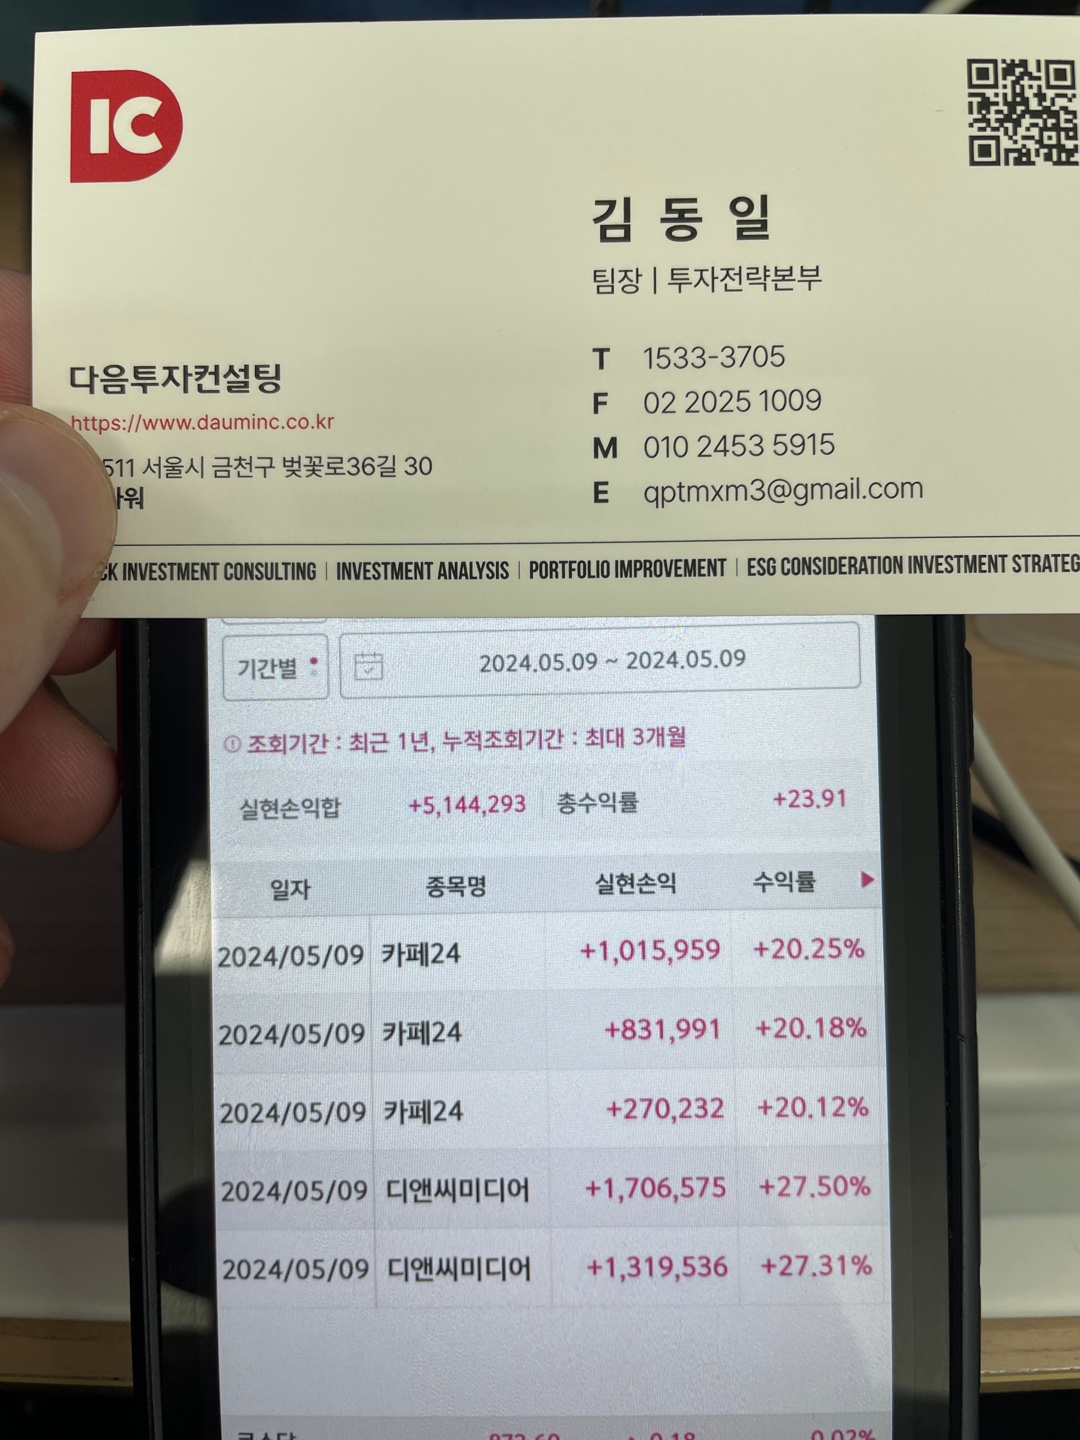 IC
김동일
팀장 | 투자전략본부
다음투자컨설팅
https://www.dauminc.co.kr
511 서울시 금천구 벚꽃로36길 30
타워
T 1533-3705
F 02 2025 1009
M 010 2453 5915
E qptmxm3@gmail.com
CK INVESTMENT CONSULTING | INVESTMENT ANALYSIS | PORTFOLIO IMPROVEMENT | ESG CONSIDERATION INVESTMENT STRATEG
기간별 2024.05.09 ~ 2024.05.09
조회기간 : 최근 1년, 누적조회기간 : 최대 3개월
실현손익합 +5,144,293 총수익률 +23.91
일자 종목명 실현손익 수익률
2024/05/09 카페24 +1,015,959 +20.25%
2024/05/09 카페24 +831,991 +20.18%
2024/05/09 카페24 +270,232 +20.12%
2024/05/09 디앤씨미디어 +1,706,575 +27.50%
2024/05/09 디앤씨미디어 +1,319,536 +27.31%